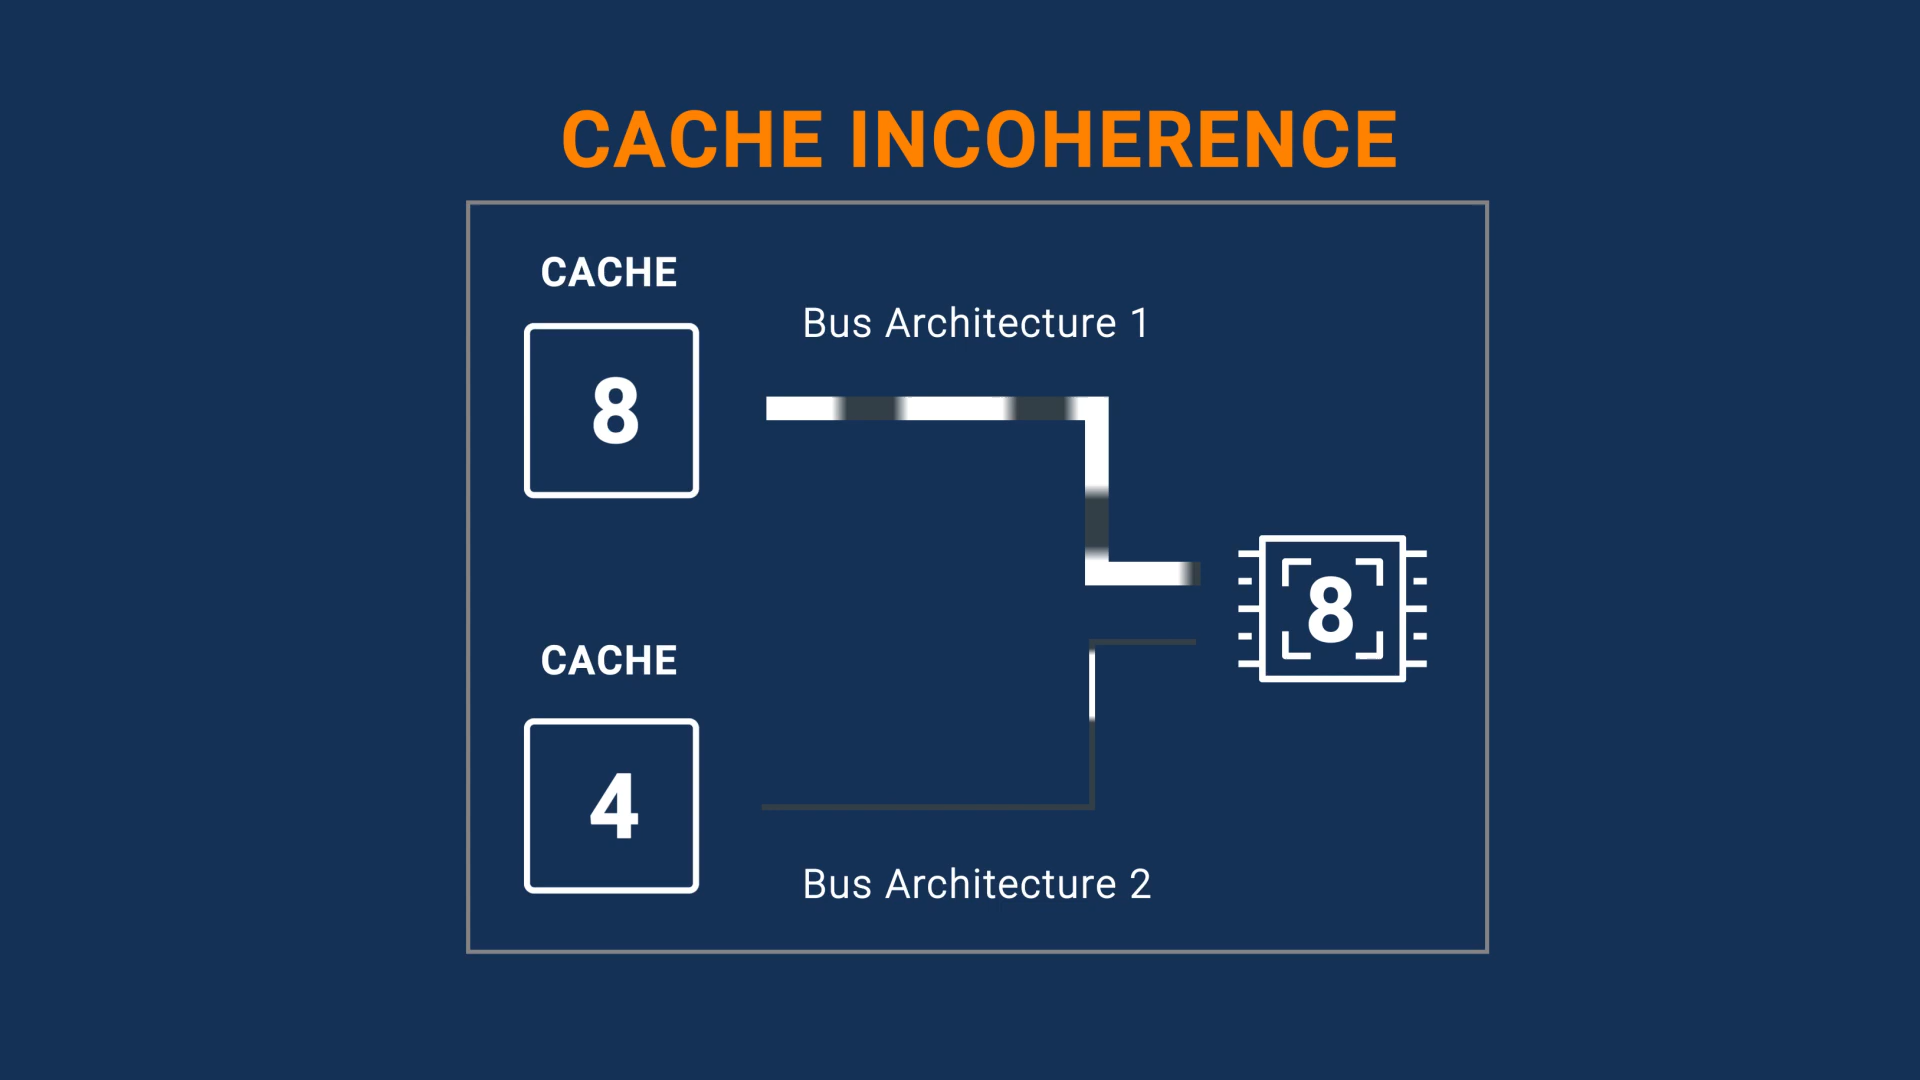 CACHE INCOHERENCE
CACHE
Bus Architecture 1
8
8
CACHE
4
Bus Architecture 2